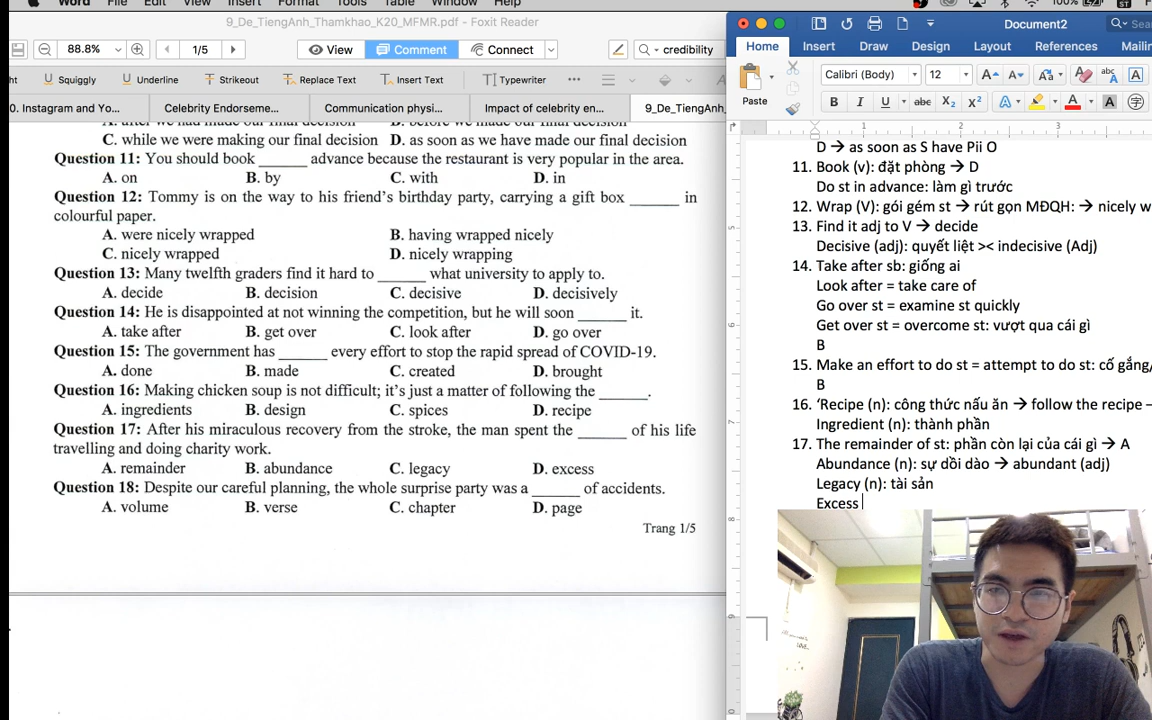 Word File Edit View Insert Format Tools Table Window Help 100%
9_De_TiengAnh_Thamkhao_K20_MFMR.pdf - Foxit Reader
88.8% 1/5 View Comment Connect credibility
Squiggly Underline Strikeout Replace Text Insert Text Typewriter
0. Instagram and Yo... Celebrity Endorseme... Communication physi... Impact of celebrity en... 9_De_TiengAnh_
C. while we were making our final decision D. as soon as we have made our final decision
Question 11: You should book ______ advance because the restaurant is very popular in the area.
A. on B. by C. with D. in
Question 12: Tommy is on the way to his friend's birthday party, carrying a gift box ______ in
colourful paper.
A. were nicely wrapped B. having wrapped nicely
C. nicely wrapped D. nicely wrapping
Question 13: Many twelfth graders find it hard to ______ what university to apply to.
A. decide B. decision C. decisive D. decisively
Question 14: He is disappointed at not winning the competition, but he will soon ______ it.
A. take after B. get over C. look after D. go over
Question 15: The government has ______ every effort to stop the rapid spread of COVID-19.
A. done B. made C. created D. brought
Question 16: Making chicken soup is not difficult; it's just a matter of following the ______.
A. ingredients B. design C. spices D. recipe
Question 17: After his miraculous recovery from the stroke, the man spent the ______ of his life
travelling and doing charity work.
A. remainder B. abundance C. legacy D. excess
Question 18: Despite our careful planning, the whole surprise party was a ______ of accidents.
A. volume B. verse C. chapter D. page
Trang 1/5
Document2
Home Insert Draw Design Layout References Mailin
Paste Calibri (Body) 12
B I U abc X₂ X²
1 2 3
D → as soon as S have Pii O
11. Book (v): đặt phòng → D
Do st in advance: làm gì trước
12. Wrap (V): gói gém st → rút gọn MĐQH: → nicely w
13. Find it adj to V → decide
Decisive (adj): quyết liệt >< indecisive (Adj)
14. Take after sb: giống ai
Look after = take care of
Go over st = examine st quickly
Get over st = overcome st: vượt qua cái gì
B
15. Make an effort to do st = attempt to do st: cố gắng/
B
16. ‘Recipe (n): công thức nấu ăn → follow the recipe –
Ingredient (n): thành phần
17. The remainder of st: phần còn lại của cái gì → A
Abundance (n): sự dồi dào → abundant (adj)
Legacy (n): tài sản
Excess